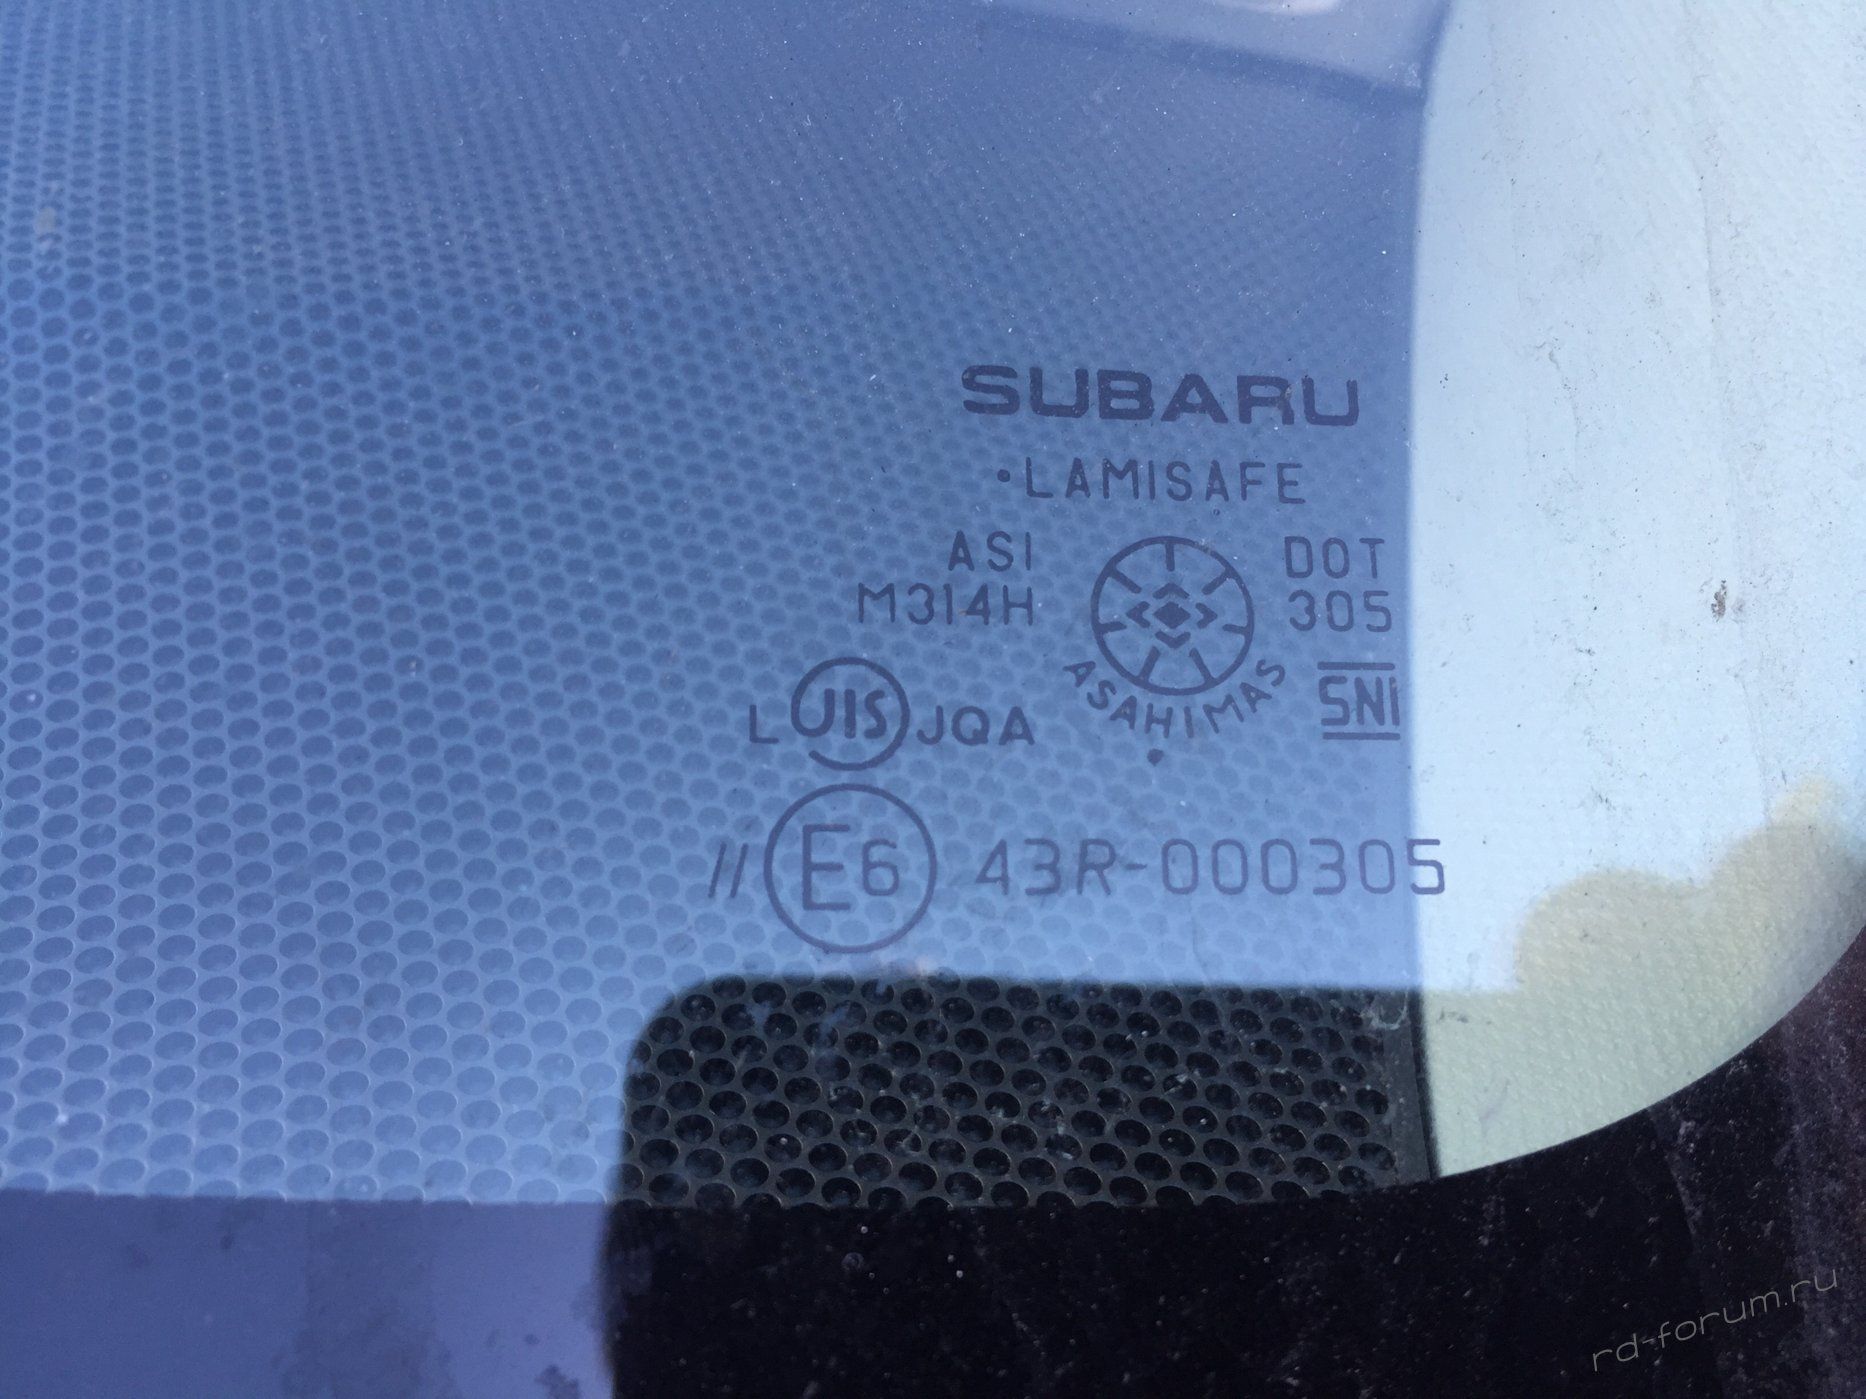 SUBARU
·LAMISAFE
ASI
M314H
DOT
305
ASAHIMAS
L JIS JQA
SNI
// E6 43R-000305
rd-forum.ru